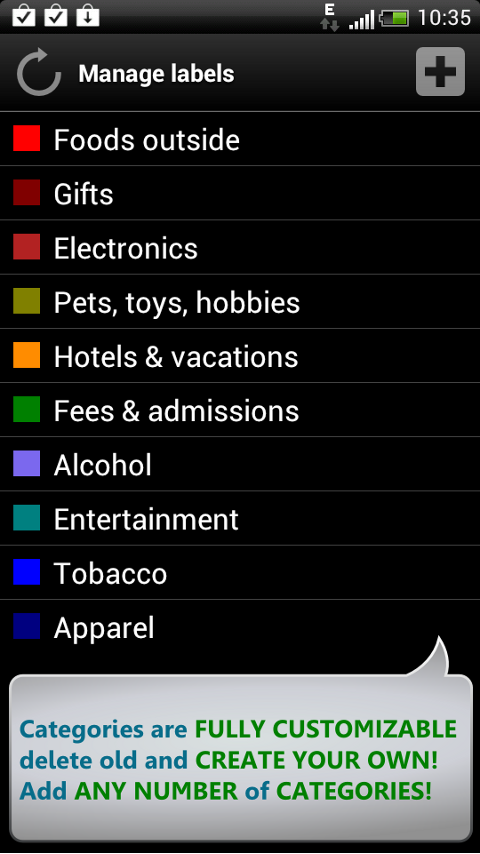 E
10:35
Manage labels
Foods outside
Gifts
Electronics
Pets, toys, hobbies
Hotels & vacations
Fees & admissions
Alcohol
Entertainment
Tobacco
Apparel
Categories are FULLY CUSTOMIZABLE
delete old and CREATE YOUR OWN!
Add ANY NUMBER of CATEGORIES!